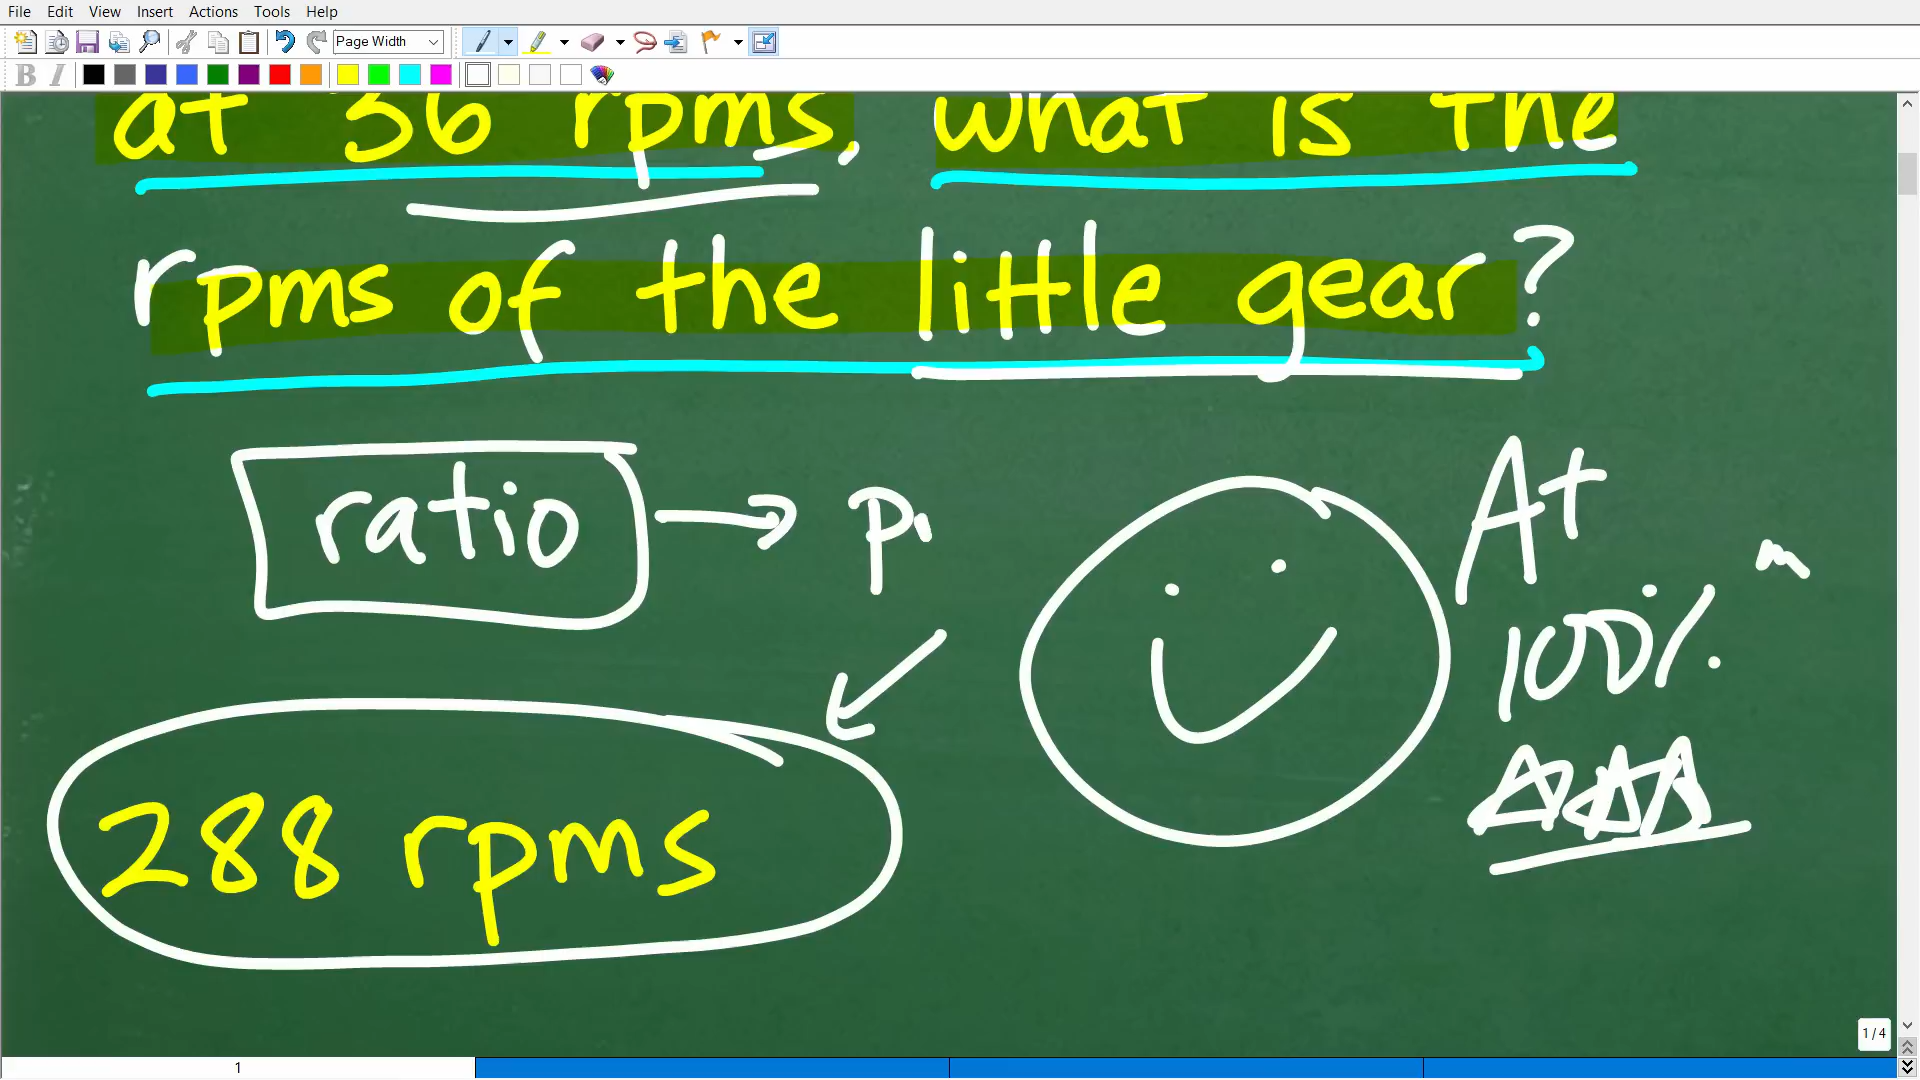 File Edit View Insert Actions Tools Help
Page Width
B I
at 36 rpms, what is the
rpms of the little gear?
ratio → p
At
100%
m
288 rpms
1 / 4
1